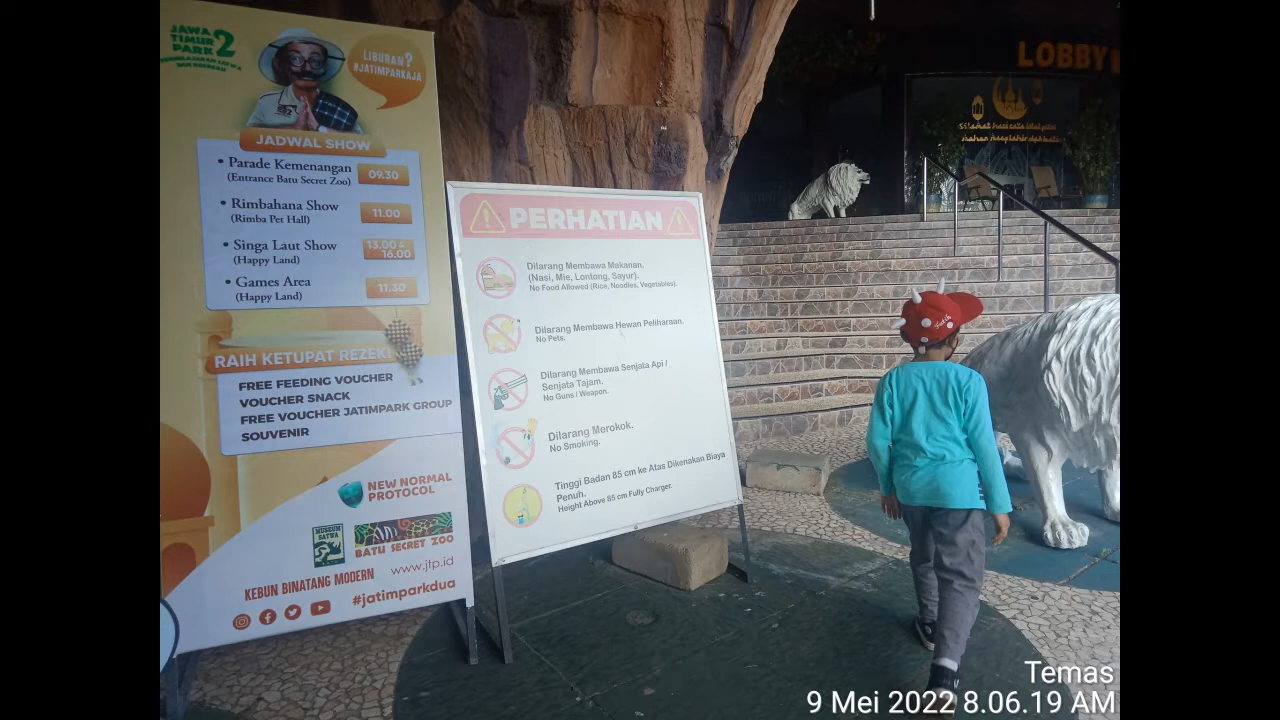 JAWA
TIMUR
PARK 2
LIBURAN?
#JATIMPARKAJA
JADWAL SHOW
• Parade Kemenangan
(Entrance Batu Secret Zoo)
09.30
• Rimbahana Show
(Rimba Pet Hall)
11.00
• Singa Laut Show
(Happy Land)
13.00 &
16.00
• Games Area
(Happy Land)
11.30
RAIH KETUPAT REZEKI
FREE FEEDING VOUCHER
VOUCHER SNACK
FREE VOUCHER JATIMPARK GROUP
SOUVENIR
NEW NORMAL
PROTOCOL
MUSEUM
SATWA
BATU SECRET ZOO
KEBUN BINATANG MODERN
www.jtp.id
#jatimparkdua
PERHATIAN
Dilarang Membawa Makanan.
(Nasi, Mie, Lontong, Sayur).
No Food Allowed (Rice, Noodles, Vegetables).
Dilarang Membawa Hewan Peliharaan.
No Pets.
Dilarang Membawa Senjata Api /
Senjata Tajam.
No Guns / Weapon.
Dilarang Merokok.
No Smoking.
Tinggi Badan 85 cm ke Atas Dikenakan Biaya
Penuh.
Height Above 85 cm Fully Charger.
LOBBY
Temas
9 Mei 2022 8.06.19 AM